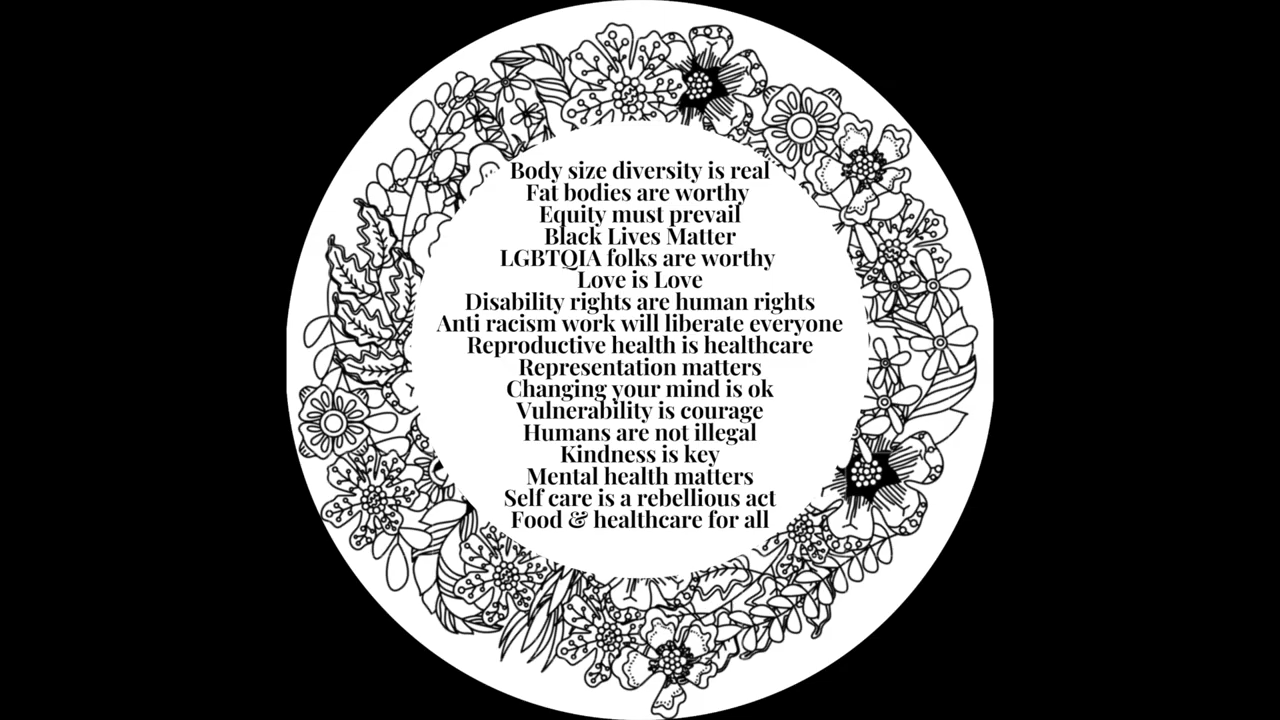 Body size diversity is real
Fat bodies are worthy
Equity must prevail
Black Lives Matter
LGBTQIA folks are worthy
Love is Love
Disability rights are human rights
Anti racism work will liberate everyone
Reproductive health is healthcare
Representation matters
Changing your mind is ok
Vulnerability is courage
Humans are not illegal
Kindness is key
Mental health matters
Self care is a rebellious act
Food & healthcare for all